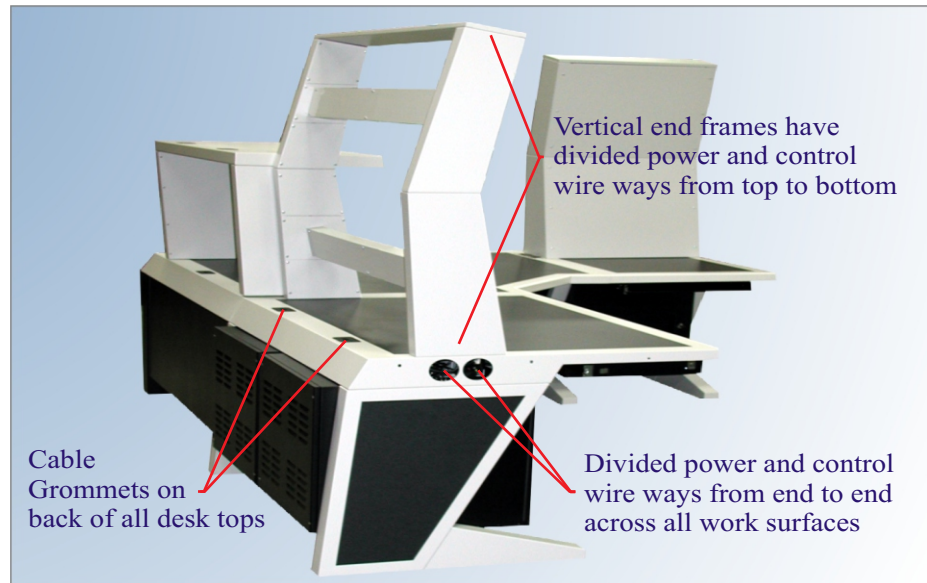 Vertical end frames have
divided power and control
wire ways from top to bottom
Cable
Grommets on
back of all desk tops
Divided power and control
wire ways from end to end
across all work surfaces